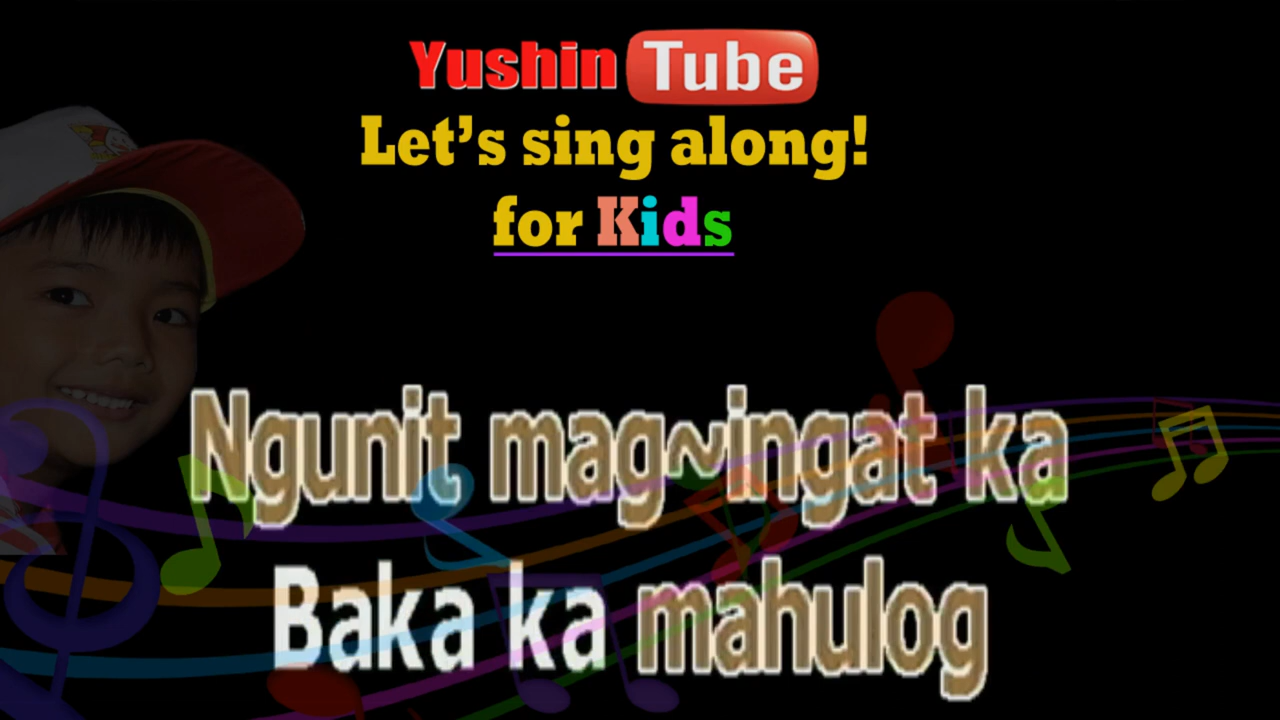 Yushin Tube
Let's sing along!
for Kids
Ngunit mag~ingat ka
Baka ka mahulog